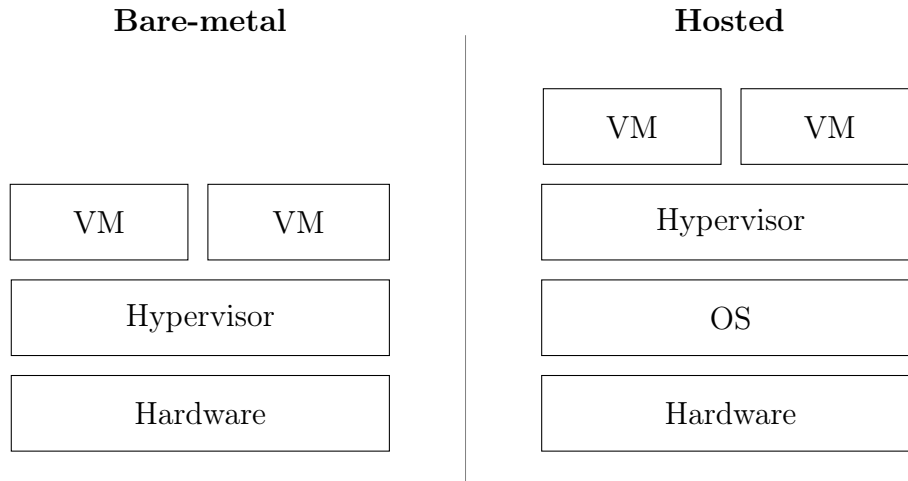 Bare-metal
VM VM
Hypervisor
Hardware
Hosted
VM VM
Hypervisor
OS
Hardware